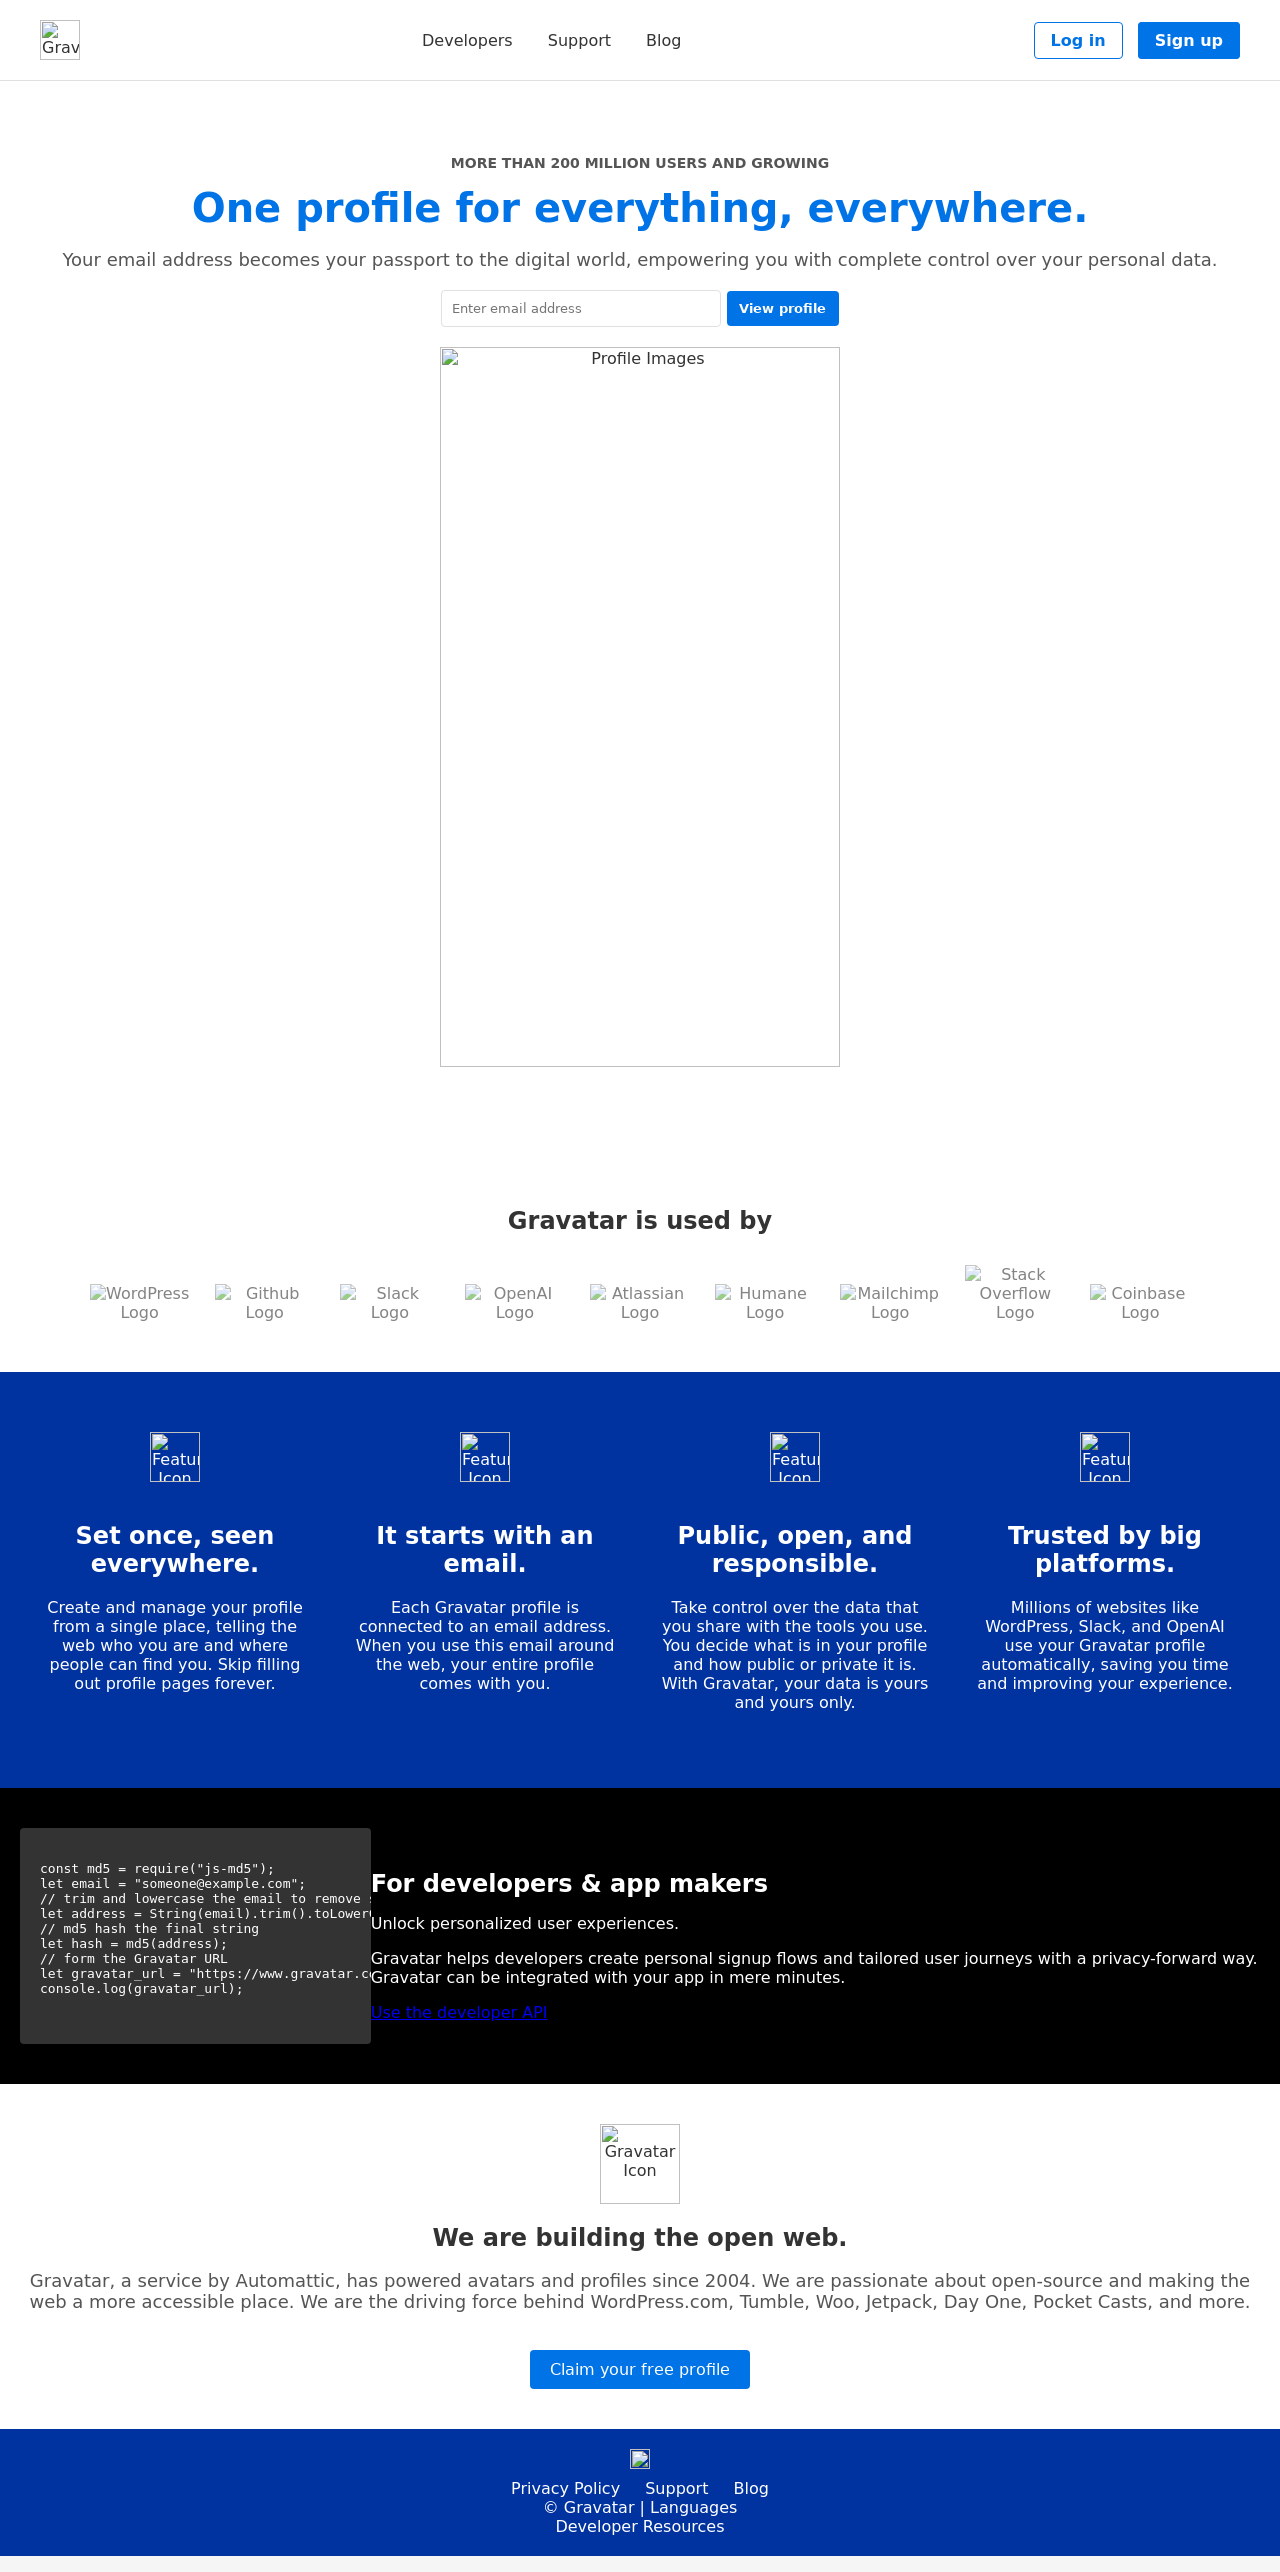 Grav
Developers Support Blog
Log in Sign up
MORE THAN 200 MILLION USERS AND GROWING
One profile for everything, everywhere.
Your email address becomes your passport to the digital world, empowering you with complete control over your personal data.
Enter email address View profile
Profile Images
Gravatar is used by
WordPress Logo
Github Logo
Slack Logo
OpenAI Logo
Atlassian Logo
Humane Logo
Mailchimp Logo
Stack Overflow Logo
Coinbase Logo
Featur
Icon
Set once, seen
everywhere.
Create and manage your profile
from a single place, telling the
web who you are and where
people can find you. Skip filling
out profile pages forever.
Featur
Icon
It starts with an
email.
Each Gravatar profile is
connected to an email address.
When you use this email around
the web, your entire profile
comes with you.
Featur
Icon
Public, open, and
responsible.
Take control over the data that
you share with the tools you use.
You decide what is in your profile
and how public or private it is.
With Gravatar, your data is yours
and yours only.
Featur
Icon
Trusted by big
platforms.
Millions of websites like
WordPress, Slack, and OpenAI
use your Gravatar profile
automatically, saving you time
and improving your experience.
const md5 = require("js-md5");
let email = "someone@example.com";
// trim and lowercase the email to remove s
let address = String(email).trim().toLower
// md5 hash the final string
let hash = md5(address);
// form the Gravatar URL
let gravatar_url = "https://www.gravatar.co
console.log(gravatar_url);
For developers & app makers
Unlock personalized user experiences.
Gravatar helps developers create personal signup flows and tailored user journeys with a privacy-forward way.
Gravatar can be integrated with your app in mere minutes.
Use the developer API
Gravatar
Icon
We are building the open web.
Gravatar, a service by Automattic, has powered avatars and profiles since 2004. We are passionate about open-source and making the
web a more accessible place. We are the driving force behind WordPress.com, Tumble, Woo, Jetpack, Day One, Pocket Casts, and more.
Claim your free profile
Privacy Policy Support Blog
© Gravatar | Languages
Developer Resources